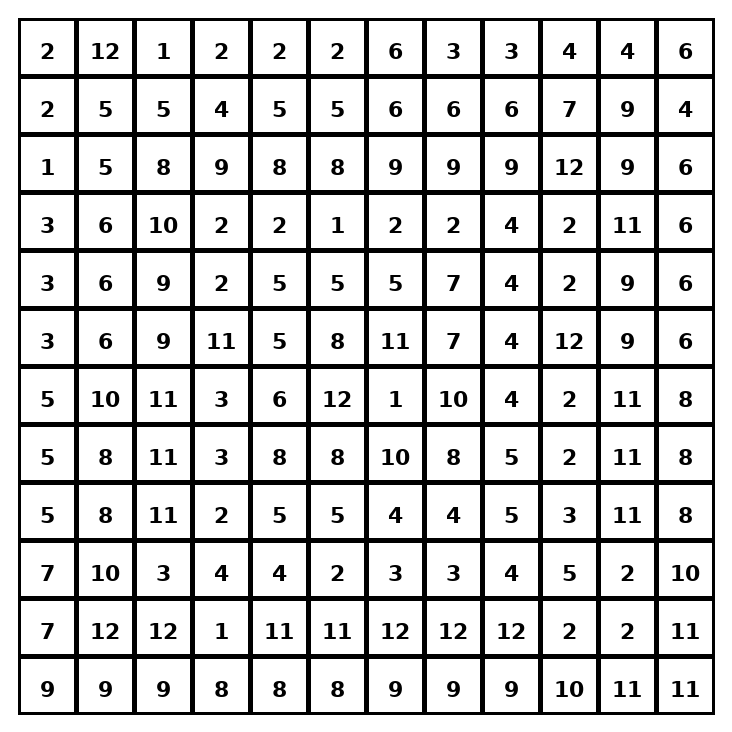 2 12 1 2 2 2 6 3 3 4 4 6
2 5 5 4 5 5 6 6 6 7 9 4
1 5 8 9 8 8 9 9 9 12 9 6
3 6 10 2 2 1 2 2 4 2 11 6
3 6 9 2 5 5 5 7 4 2 9 6
3 6 9 11 5 8 11 7 4 12 9 6
5 10 11 3 6 12 1 10 4 2 11 8
5 8 11 3 8 8 10 8 5 2 11 8
5 8 11 2 5 5 4 4 5 3 11 8
7 10 3 4 4 2 3 3 4 5 2 10
7 12 12 1 11 11 12 12 12 2 2 11
9 9 9 8 8 8 9 9 9 10 11 11